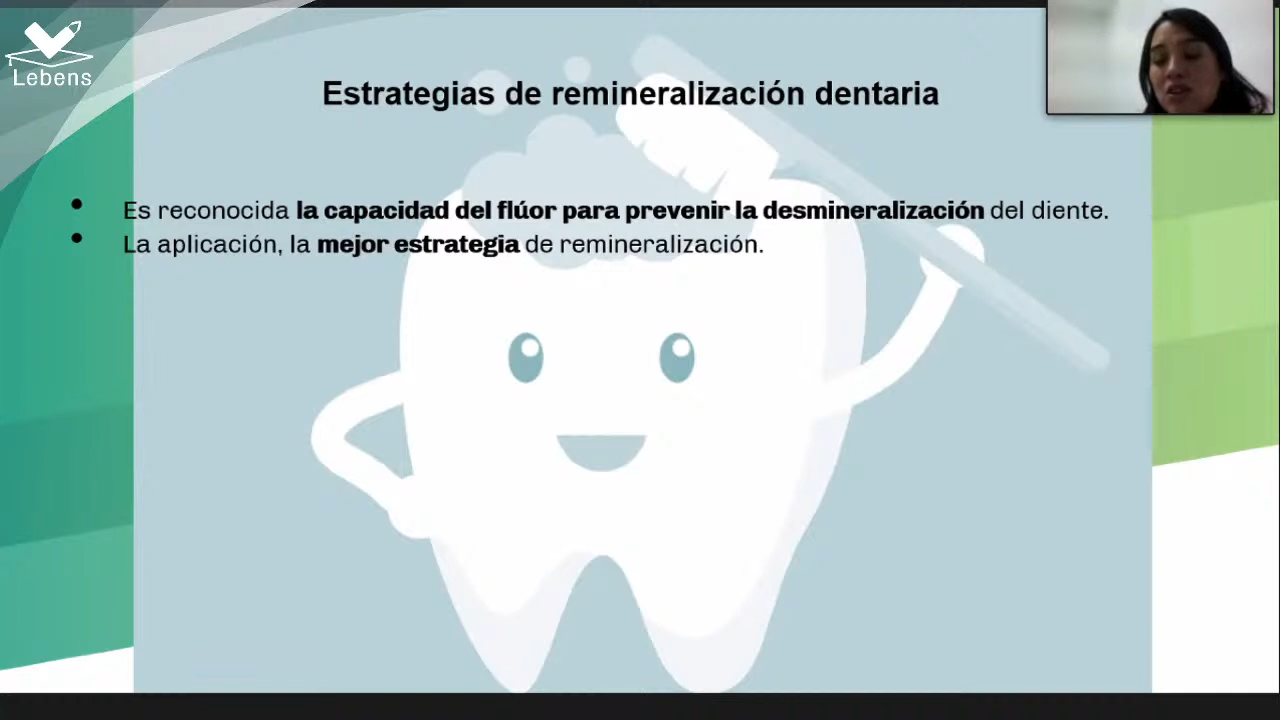 Lebens
Estrategias de remineralización dentaria
• Es reconocida la capacidad del flúor para prevenir la desmineralización del diente.
• La aplicación, la mejor estrategia de remineralización.